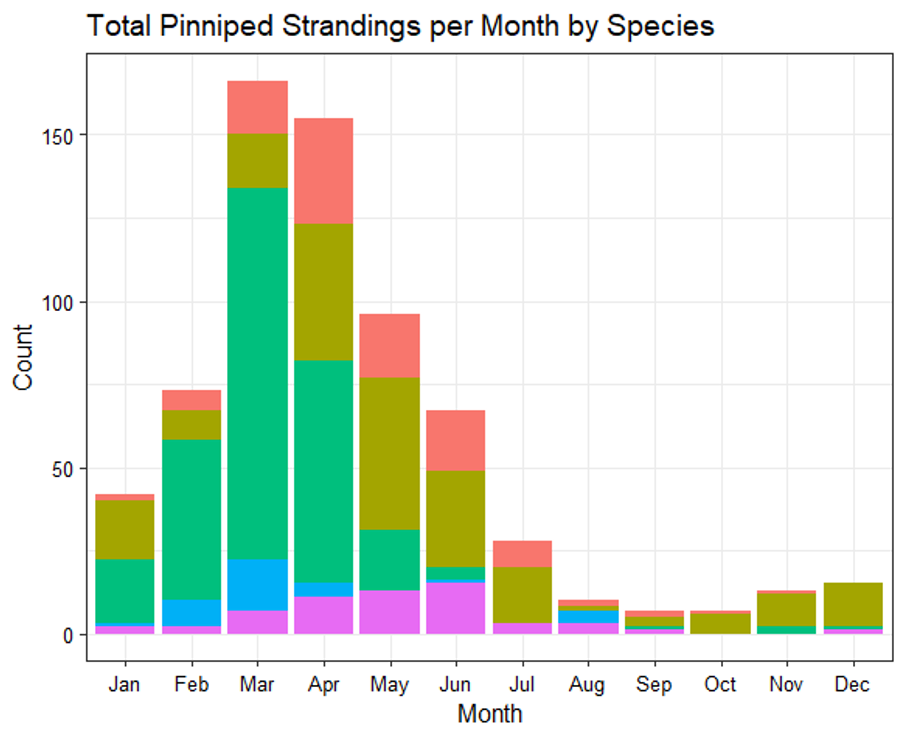 Total Pinniped Strandings per Month by Species
150
100
50
0
Count
Jan Feb Mar Apr May Jun Jul Aug Sep Oct Nov Dec
Month